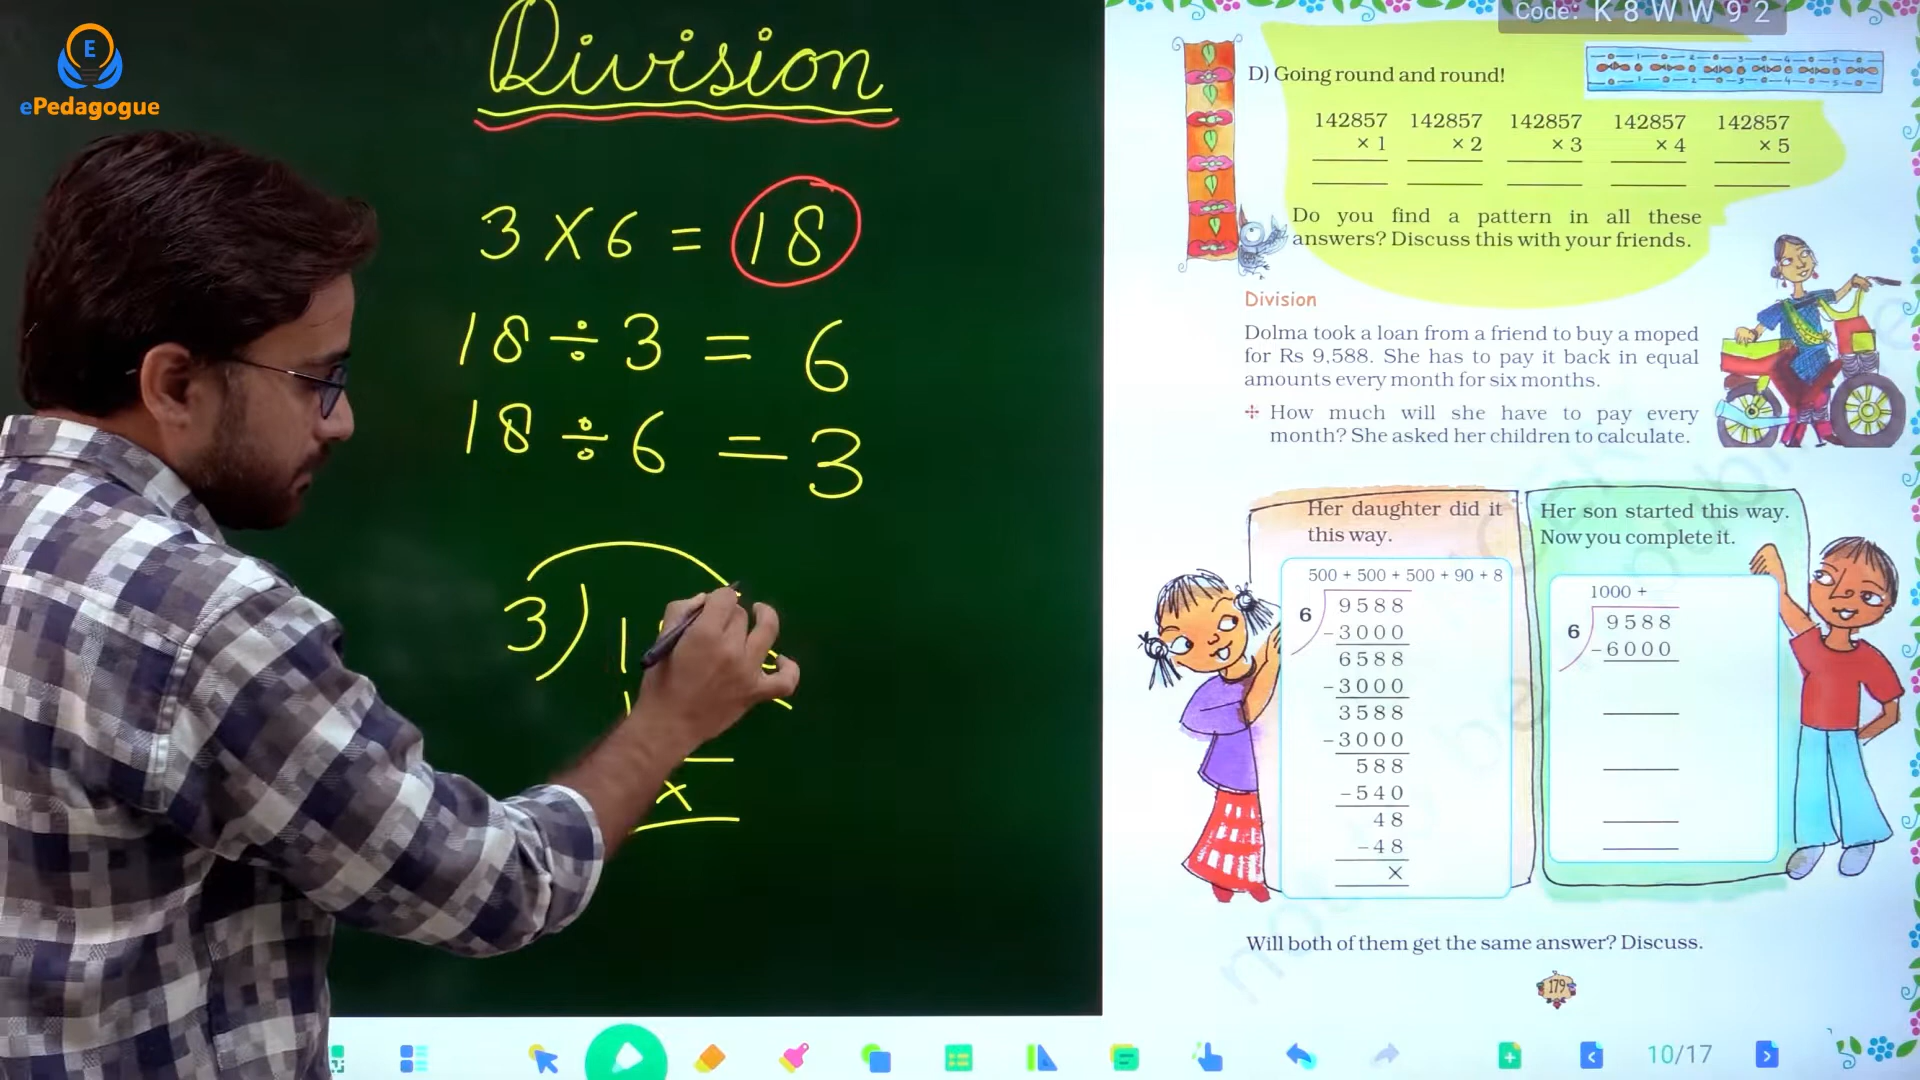 E
ePedagogue
Division
3 X 6 = 18
18 ÷ 3 = 6
18 ÷ 6 = 3
3 ) 1
x
Code: K8WW92
D) Going round and round!
142857 142857 142857 142857 142857
× 1 × 2 × 3 × 4 × 5
Do you find a pattern in all these
answers? Discuss this with your friends.
Division
Dolma took a loan from a friend to buy a moped
for Rs 9,588. She has to pay it back in equal
amounts every month for six months.
How much will she have to pay every
month? She asked her children to calculate.
Her daughter did it
this way.
500 + 500 + 500 + 90 + 8
6 9588
–3000
6588
–3000
3588
–3000
588
–540
48
–48
×
Her son started this way.
Now you complete it.
1000 +
6 9588
–6000
Will both of them get the same answer? Discuss.
179
10/17